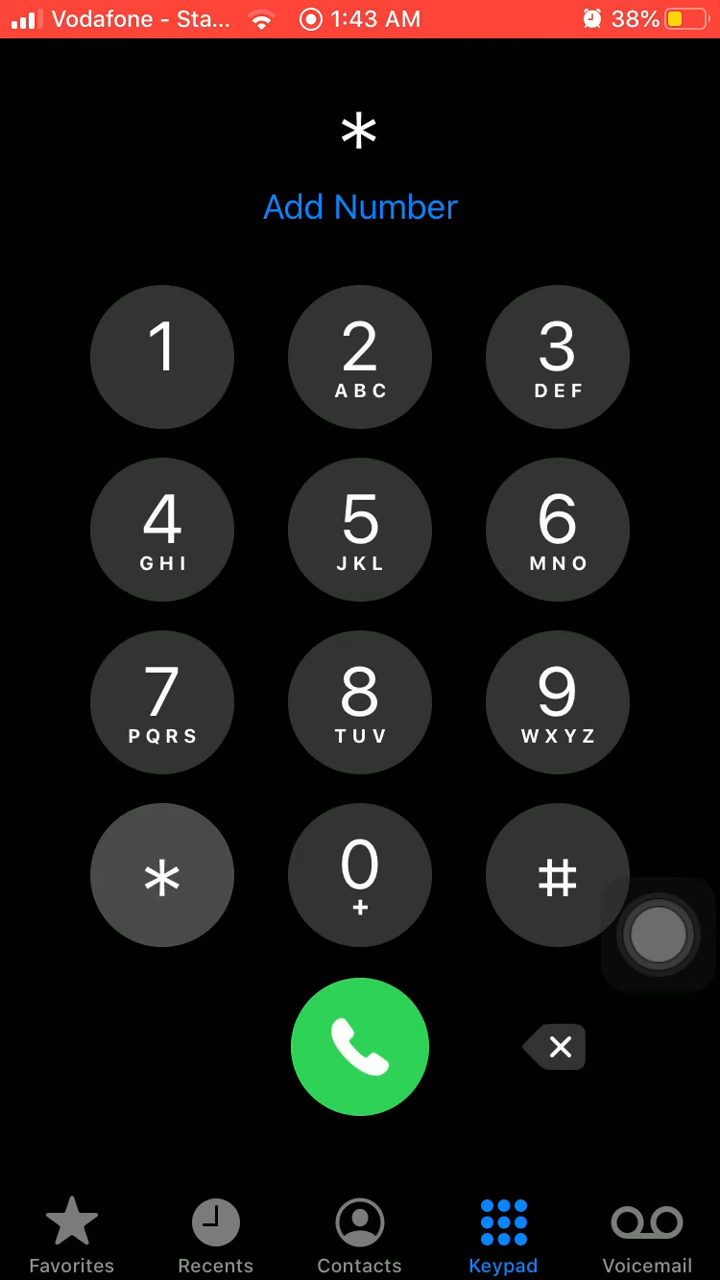 Vodafone - Sta... 1:43 AM 38%
*
Add Number
1 2 3
ABC DEF
4 5 6
GHI JKL MNO
7 8 9
PQRS TUV WXYZ
* 0 #
+
Favorites Recents Contacts Keypad Voicemail